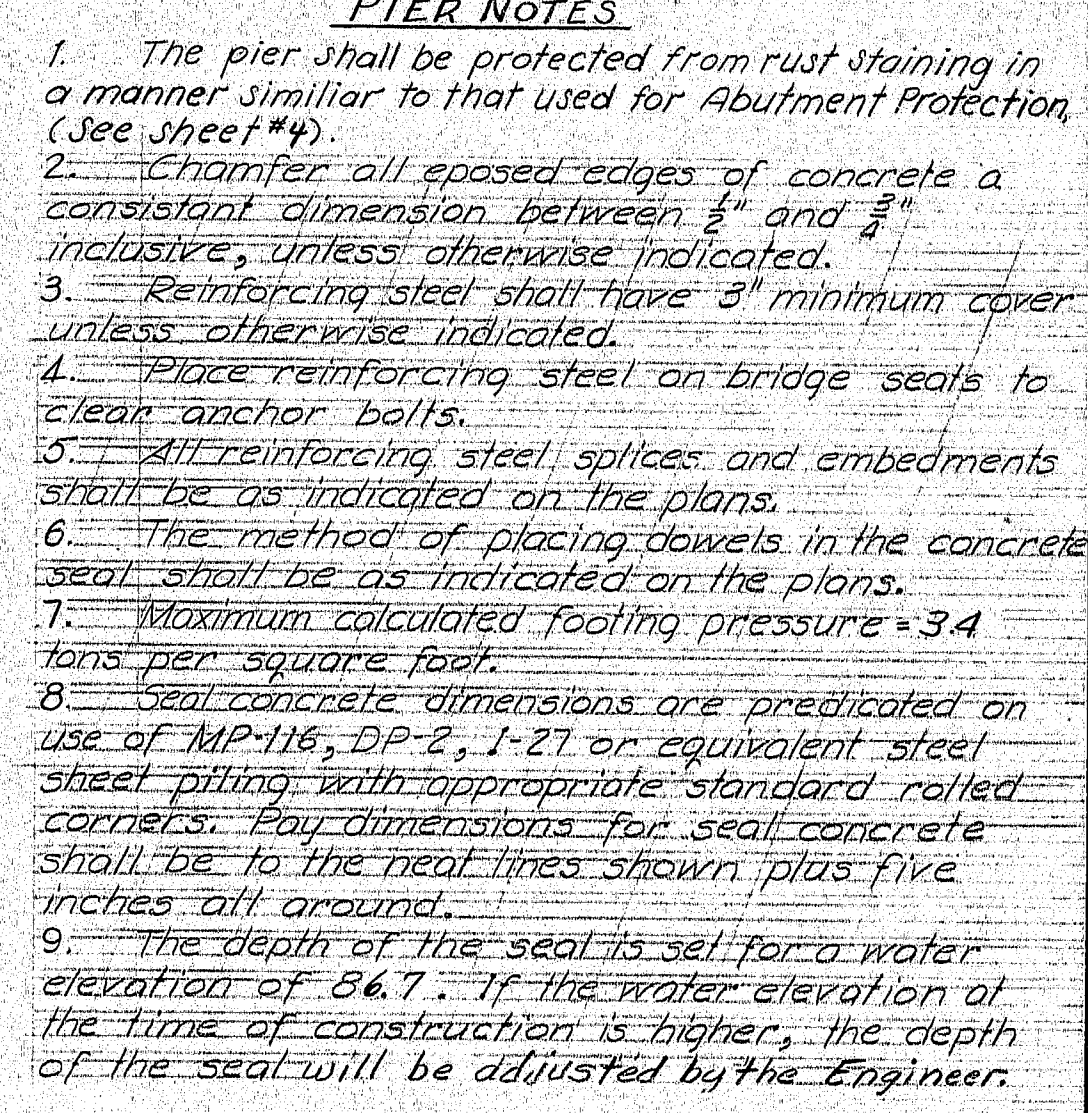 PIER NOTES
1. The pier shall be protected from rust staining in
a manner similiar to that used for Abutment Protection,
(See sheet #4).
2. Chamfer all eposed edges of concrete a
consistant dimension between 1/2" and 3/4"
inclusive, unless otherwise indicated.
3. Reinforcing steel shall have 3" minimum cover
unless otherwise indicated.
4. Place reinforcing steel on bridge seats to
clear anchor bolts.
5. All reinforcing steel splices and embedments
shall be as indicated on the plans.
6. The method of placing dowels in the concrete
seal shall be as indicated on the plans.
7. Maximum calculated footing pressure = 3.4
tons per square foot.
8. Seal concrete dimensions are predicated on
use of MP-116, DP-2, I-27 or equivalent steel
sheet piling with appropriate standard rolled
corners. Pay dimensions for seal concrete
shall be to the neat lines shown plus five
inches all around.
9. The depth of the seal is set for a water
elevation of 86.7. If the water elevation at
the time of construction is higher, the depth
of the seal will be adjusted by the Engineer.